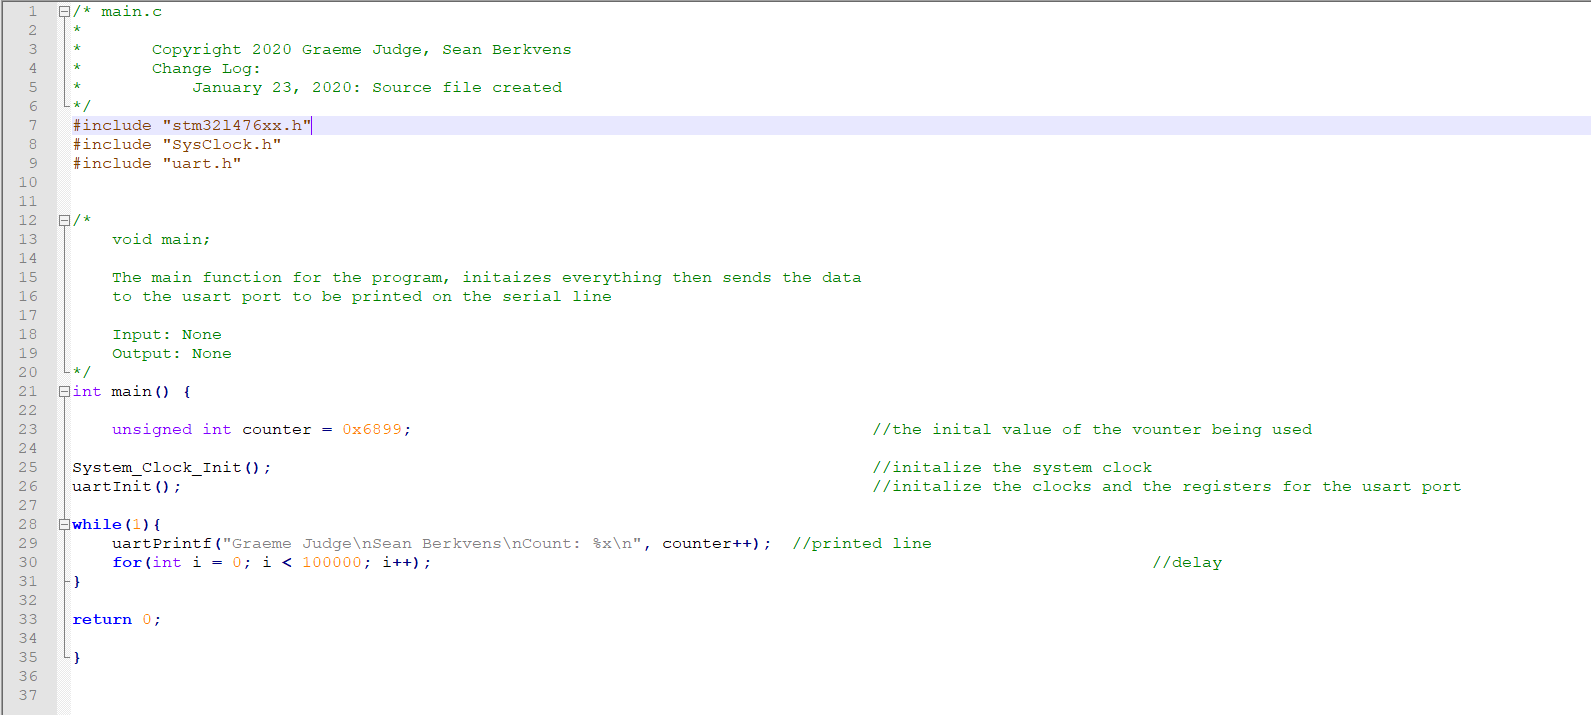 1 /* main.c
2 *
3 * Copyright 2020 Graeme Judge, Sean Berkvens
4 * Change Log:
5 * January 23, 2020: Source file created
6 */
7 #include "stm32l476xx.h"
8 #include "SysClock.h"
9 #include "uart.h"
10
11
12 /*
13 void main;
14
15 The main function for the program, initaizes everything then sends the data
16 to the usart port to be printed on the serial line
17
18 Input: None
19 Output: None
20 */
21 int main() {
22
23 unsigned int counter = 0x6899; //the inital value of the vounter being used
24
25 System_Clock_Init(); //initalize the system clock
26 uartInit(); //initalize the clocks and the registers for the usart port
27
28 while(1){
29 uartPrintf("Graeme Judge\nSean Berkvens\nCount: %x\n", counter++); //printed line
30 for(int i = 0; i < 100000; i++); //delay
31 }
32
33 return 0;
34
35 }
36
37